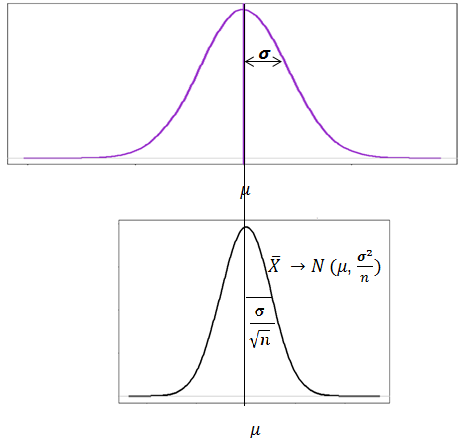 σ
μ
X̄ → N (μ, σ²/n)
σ/√n
μ